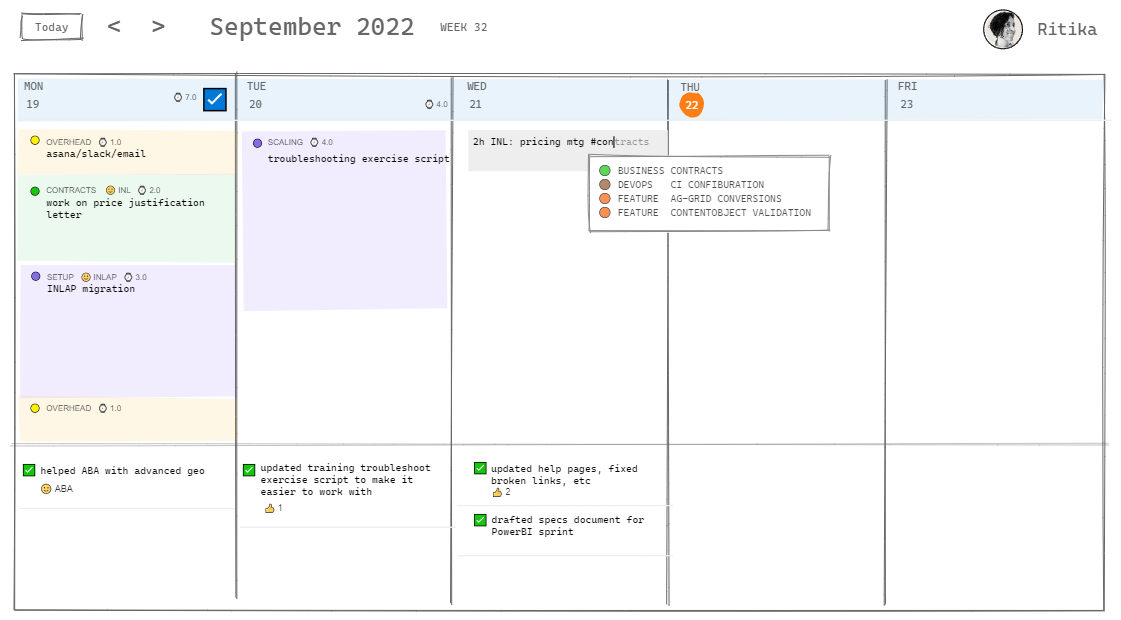 Today < > September 2022 WEEK 32 Ritika
MON
19 7.0
OVERHEAD 1.0
asana/slack/email
CONTRACTS INL 2.0
work on price justification
letter
SETUP INLAP 3.0
INLAP migration
OVERHEAD 1.0
helped ABA with advanced geo
ABA
TUE
20 4.0
SCALING 4.0
troubleshooting exercise script
updated training troubleshoot
exercise script to make it
easier to work with
1
WED
21
2h INL: pricing mtg #contracts
BUSINESS CONTRACTS
DEVOPS CI CONFIBURATION
FEATURE AG-GRID CONVERSIONS
FEATURE CONTENTOBJECT VALIDATION
updated help pages, fixed
broken links, etc
2
drafted specs document for
PowerBI sprint
THU
22
FRI
23